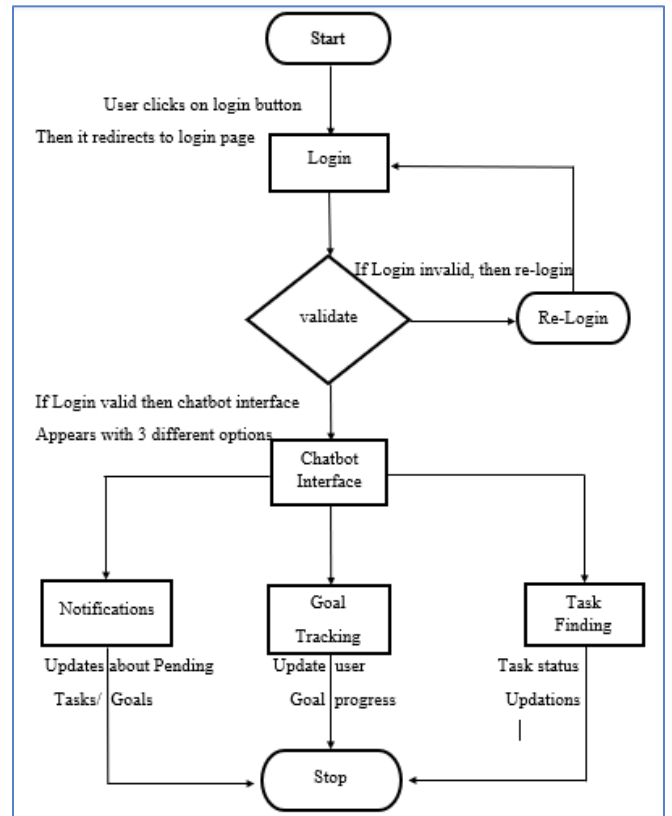 Start
User clicks on login button
Then it redirects to login page
Login
If Login invalid, then re-login
validate
Re-Login
If Login valid then chatbot interface
Appears with 3 different options
Chatbot
Interface
Notifications
Goal
Tracking
Task
Finding
Updates about Pending
Tasks/ Goals
Update user
Goal progress
Task status
Updations
Stop